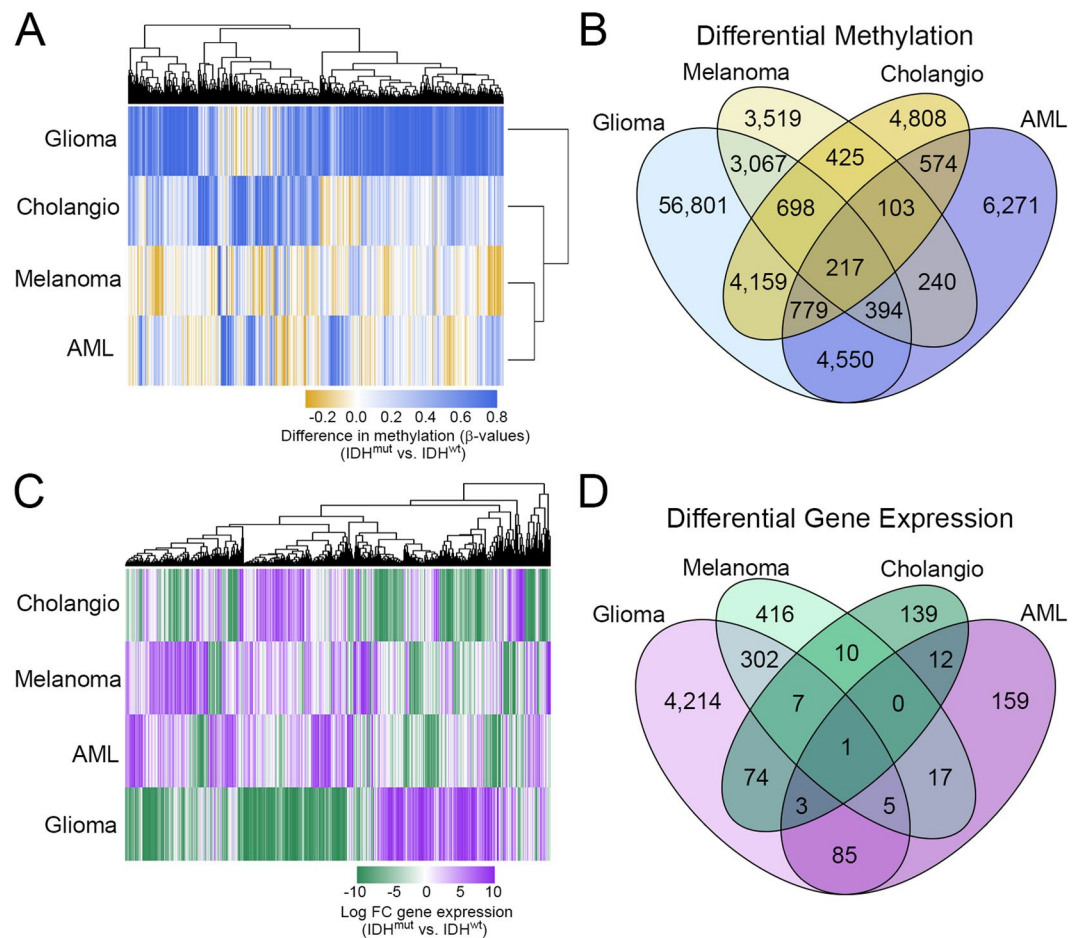 A
Glioma
Cholangio
Melanoma
AML
-0.2 0.0 0.2 0.4 0.6 0.8
Difference in methylation (β-values)
(IDHmut vs. IDHwt)
B
Differential Methylation
Melanoma Cholangio
Glioma AML
3,519 4,808
3,067 425 574
56,801 698 103 6,271
4,159 217 240
779 394
4,550
C
Cholangio
Melanoma
AML
Glioma
-10 -5 0 5 10
Log FC gene expression
(IDHmut vs. IDHwt)
D
Differential Gene Expression
Melanoma Cholangio
Glioma AML
416 139
302 10 12
4,214 7 0 159
1
74 17
3 5
85